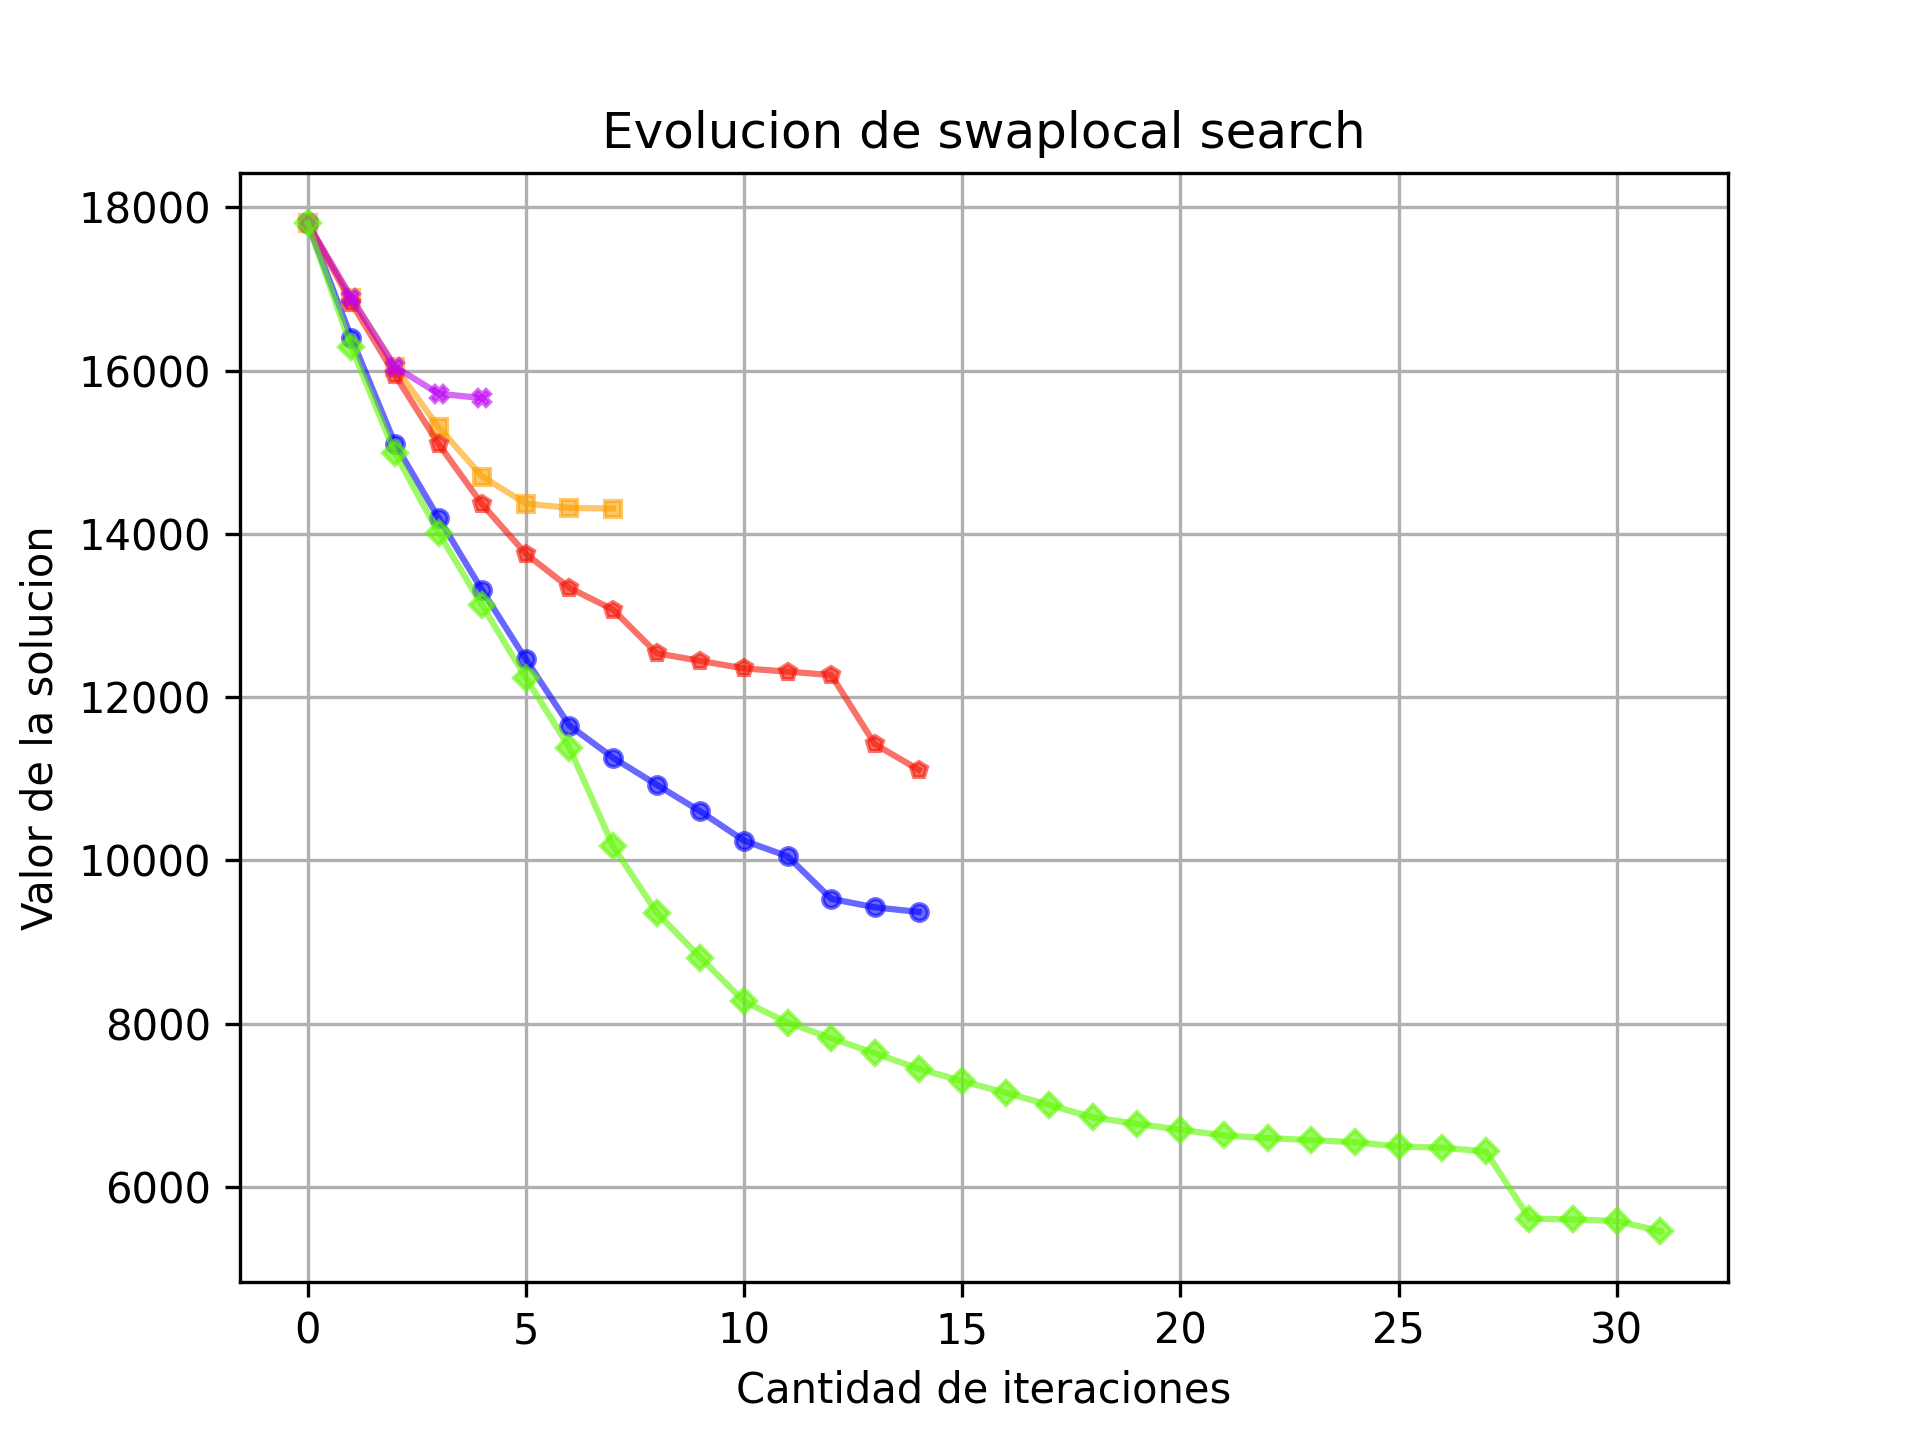 Evolucion de swaplocal search
Valor de la solucion
18000
16000
14000
12000
10000
8000
6000
0 5 10 15 20 25 30
Cantidad de iteraciones